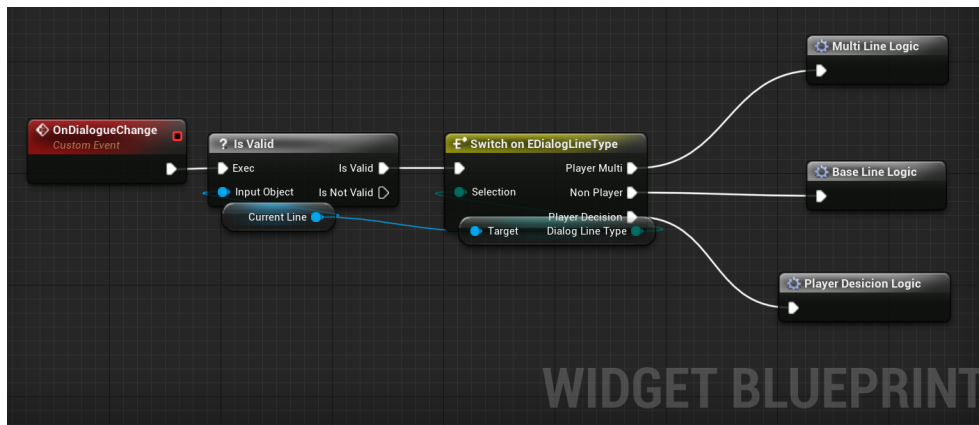 OnDialogueChange
Custom Event
? Is Valid
Exec
Is Valid
Input Object
Is Not Valid
Current Line
Switch on EDialogLineType
Player Multi
Selection
Non Player
Player Decision
Target
Dialog Line Type
Multi Line Logic
Base Line Logic
Player Desicion Logic
WIDGET BLUEPRINT